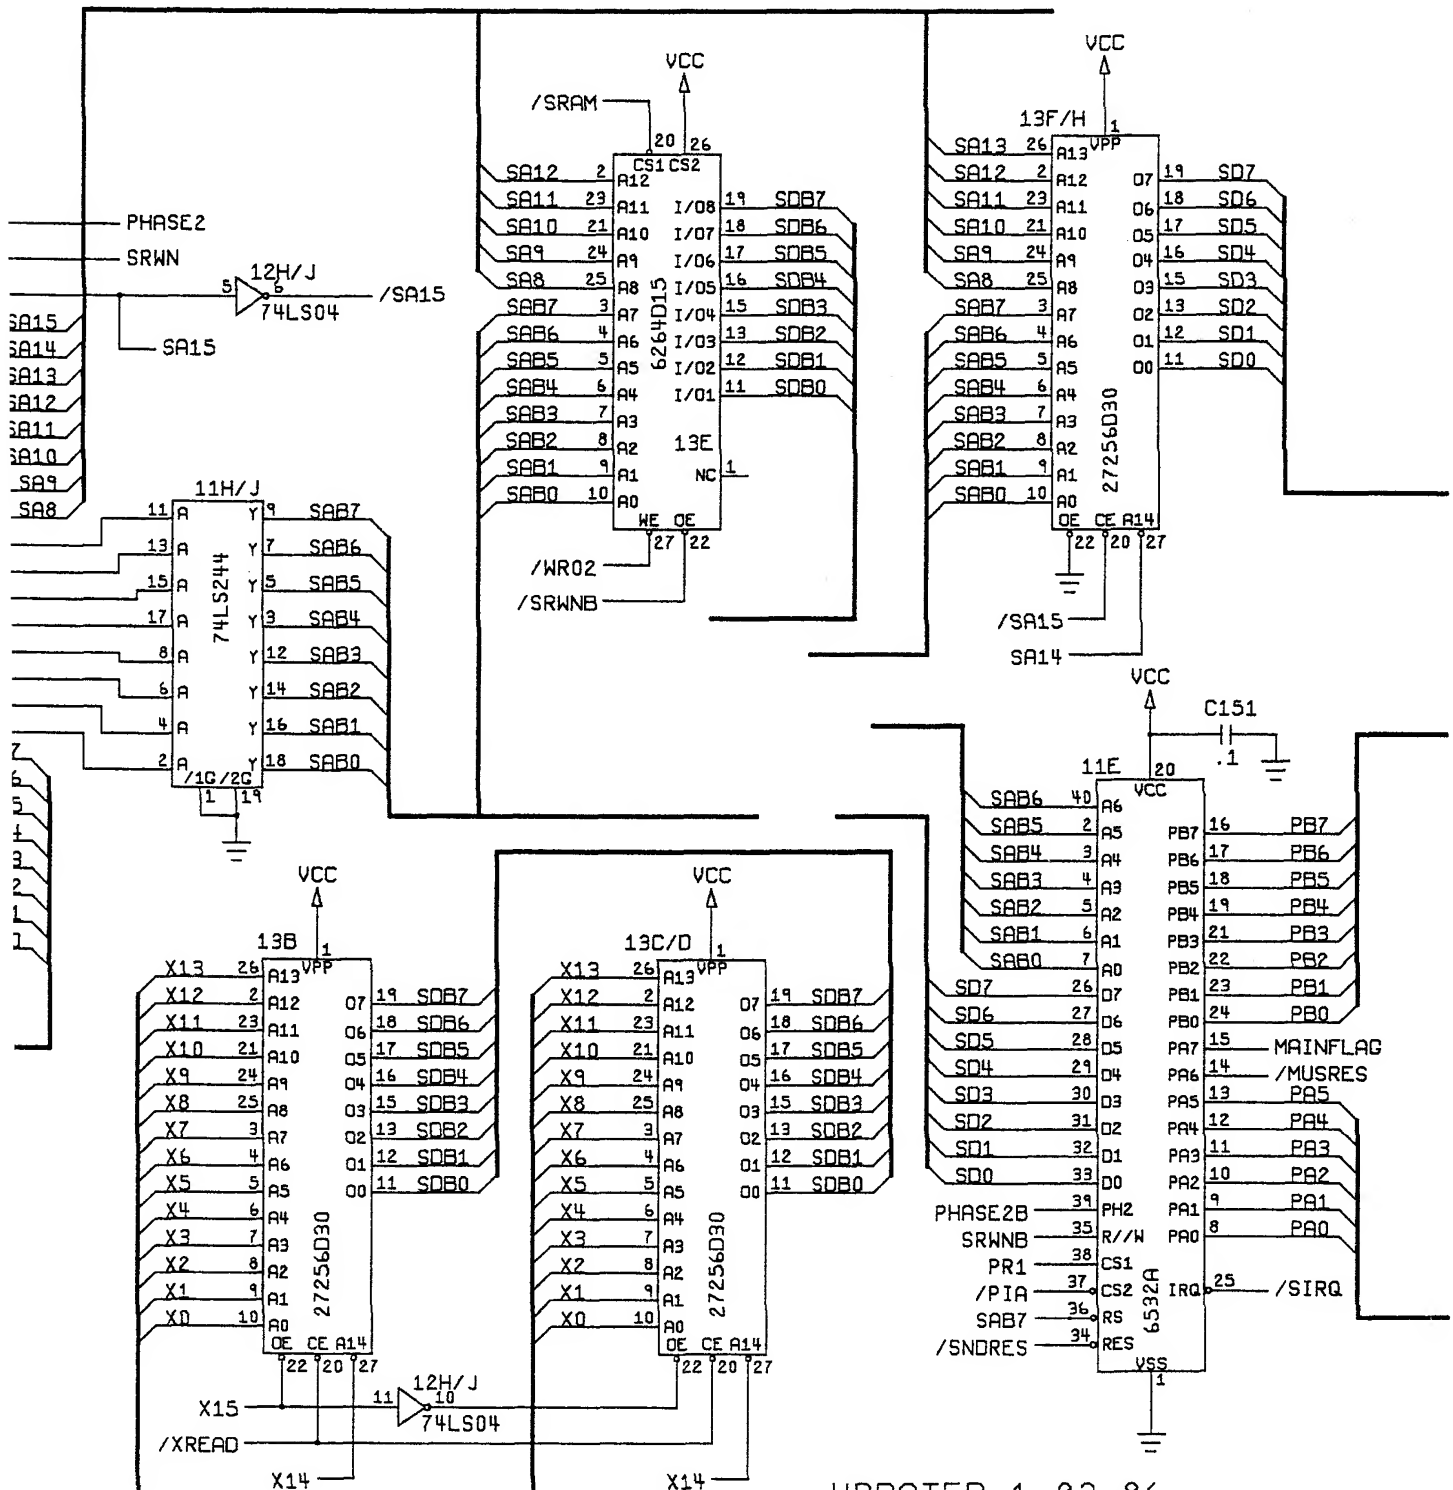 VCC
/SRAM
20 26
CS1 CS2
SA12 2 A12
SA11 23 A11
SA10 21 A10
SA9 24 A9
SA8 25 A8
SAB7 3 A7
SAB6 4 A6
SAB5 5 A5
SAB4 6 A4
SAB3 7 A3
SAB2 8 A2
SAB1 9 A1
SAB0 10 A0
I/O8 19 SDB7
I/O7 18 SDB6
I/O6 17 SDB5
I/O5 16 SDB4
I/O4 15 SDB3
I/O3 13 SDB2
I/O2 12 SDB1
I/O1 11 SDB0
6264D15
13E
NC 1
WE OE
27 22
/WR02
/SRWNB
VCC
13F/H
1
VPP
SA13 26 A13
SA12 2 A12
SA11 23 A11
SA10 21 A10
SA9 24 A9
SA8 25 A8
SAB7 3 A7
SAB6 4 A6
SAB5 5 A5
SAB4 6 A4
SAB3 7 A3
SAB2 8 A2
SAB1 9 A1
SAB0 10 A0
O7 19 SD7
O6 18 SD6
O5 17 SD5
O4 16 SD4
O3 15 SD3
O2 13 SD2
O1 12 SD1
O0 11 SD0
27256D30
OE CE A14
22 20 27
/SA15
SA14
PHASE2
SRWN
12H/J
5 6
74LS04
/SA15
SA15
SA15
SA14
SA13
SA12
SA11
SA10
SA9
SA8
11H/J
11 A Y 9 SAB7
13 A Y 7 SAB6
15 A Y 5 SAB5
17 A Y 3 SAB4
8 A Y 12 SAB3
6 A Y 14 SAB2
4 A Y 16 SAB1
2 A Y 18 SAB0
74LS244
/1G /2G
1 19
7
6
5
4
3
2
1
VCC
C151
.1
11E
20
VCC
SAB6 40 A6
SAB5 2 A5
SAB4 3 A4
SAB3 4 A3
SAB2 5 A2
SAB1 6 A1
SAB0 7 A0
SD7 26 D7
SD6 27 D6
SD5 28 D5
SD4 29 D4
SD3 30 D3
SD2 31 D2
SD1 32 D1
SD0 33 D0
PHASE2B 39 PH2
SRWNB 35 R//W
PR1 38 CS1
/PIA 37 CS2
SAB7 36 RS
/SNDRES 34 RES
PB7 16 PB7
PB6 17 PB6
PB5 18 PB5
PB4 19 PB4
PB3 21 PB3
PB2 22 PB2
PB1 23 PB1
PB0 24 PB0
PA7 15 MAINFLAG
PA6 14 /MUSRES
PA5 13 PA5
PA4 12 PA4
PA3 11 PA3
PA2 10 PA2
PA1 9 PA1
PA0 8 PA0
IRQ 25 /SIRQ
6532A
VSS
1
VCC
13B
1
VPP
X13 26 A13
X12 2 A12
X11 23 A11
X10 21 A10
X9 24 A9
X8 25 A8
X7 3 A7
X6 4 A6
X5 5 A5
X4 6 A4
X3 7 A3
X2 8 A2
X1 9 A1
X0 10 A0
O7 19 SDB7
O6 18 SDB6
O5 17 SDB5
O4 16 SDB4
O3 15 SDB3
O2 13 SDB2
O1 12 SDB1
O0 11 SDB0
27256D30
OE CE A14
22 20 27
VCC
13C/D
1
VPP
X13 26 A13
X12 2 A12
X11 23 A11
X10 21 A10
X9 24 A9
X8 25 A8
X7 3 A7
X6 4 A6
X5 5 A5
X4 6 A4
X3 7 A3
X2 8 A2
X1 9 A1
X0 10 A0
O7 19 SDB7
O6 18 SDB6
O5 17 SDB5
O4 16 SDB4
O3 15 SDB3
O2 13 SDB2
O1 12 SDB1
O0 11 SDB0
27256D30
OE CE A14
22 20 27
X15
11 12H/J 10
74LS04
/XREAD
X14
X14